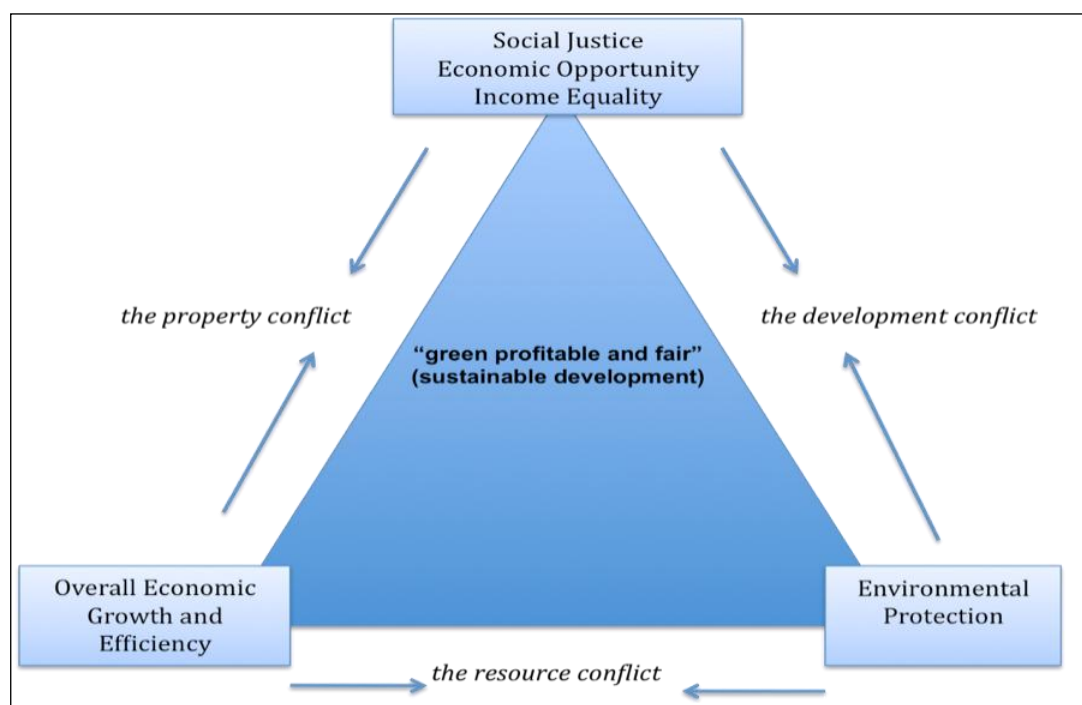 Social Justice
Economic Opportunity
Income Equality
the property conflict
the development conflict
“green profitable and fair”
(sustainable development)
Overall Economic
Growth and
Efficiency
Environmental
Protection
the resource conflict